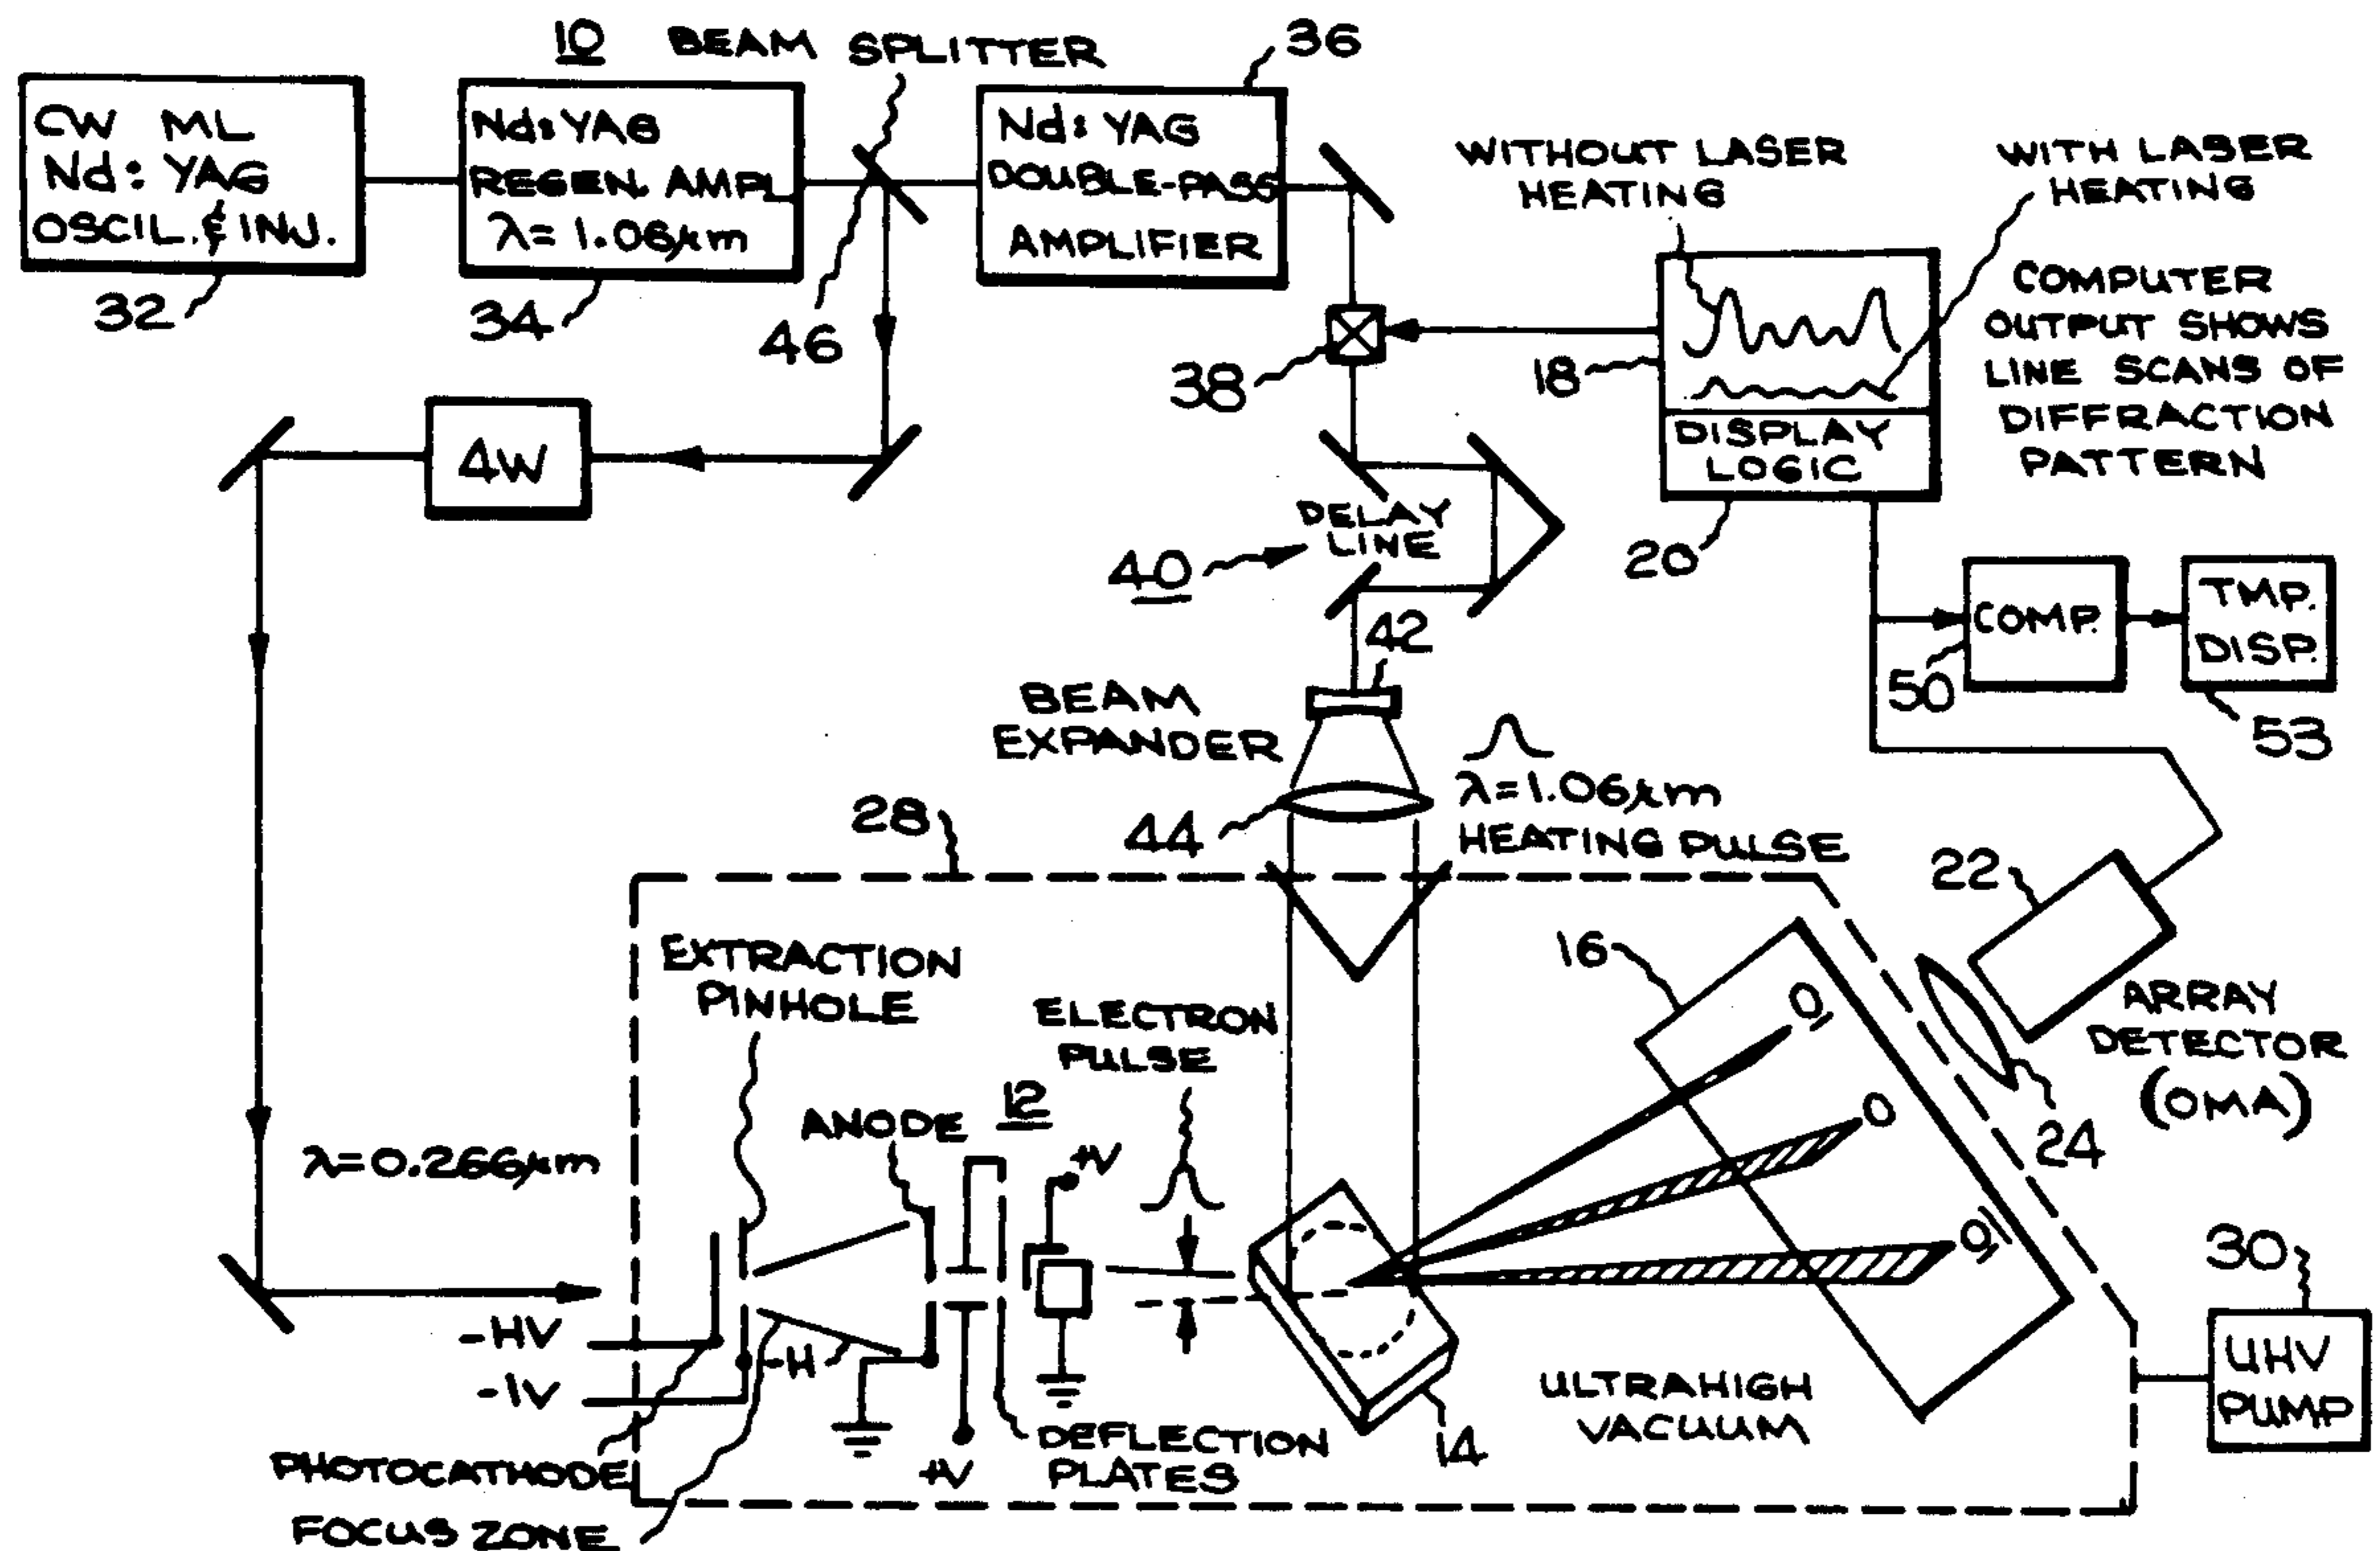 10 BEAM SPLITTER
36
CW ML
Nd: YAG
OSCIL. & INJ.
32
Nd: YAG
REGEN. AMPL
λ= 1.06μm
34
46
Nd: YAG
DOUBLE-PASS
AMPLIFIER
WITHOUT LASER
HEATING
WITH LASER
HEATING
38
18
COMPUTER
OUTPUT SHOWS
LINE SCANS OF
DIFFRACTION
PATTERN
DISPLAY
LOGIC
20
4W
DELAY
LINE
40
42
COMP.
50
TMP.
DISP.
53
BEAM
EXPANDER
44
λ=1.06μm
HEATING PULSE
28
22
EXTRACTION
PINHOLE
16
ARRAY
DETECTOR
(OMA)
24
ELECTRON
PULSE
ANODE
12
+V
λ=0.266μm
-HV
-IV
-H
+V
DEFLECTION
PLATES
14
ULTRAHIGH
VACUUM
30
UHV
PUMP
PHOTOCATHODE
FOCUS ZONE